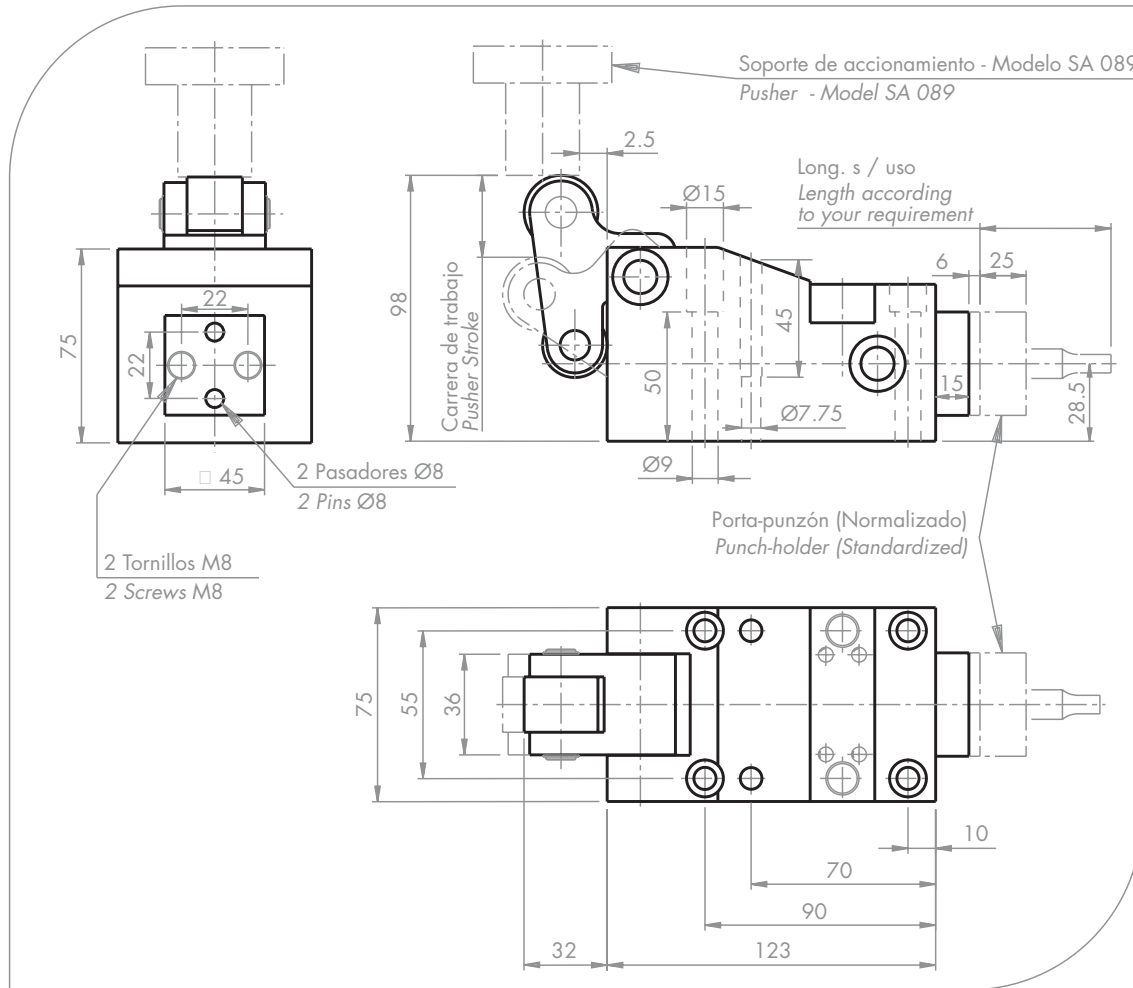 Soporte de accionamiento - Modelo SA 089
Pusher - Model SA 089
2.5
Long. s / uso
Length according
to your requirement
Ø15
6
25
22
98
Carrera de trabajo
Pusher Stroke
45
75
22
50
15
28.5
Ø7.75
Ø9
□ 45
2 Pasadores Ø8
2 Pins Ø8
Porta-punzón (Normalizado)
Punch-holder (Standardized)
2 Tornillos M8
2 Screws M8
75
55
36
10
70
90
32
123